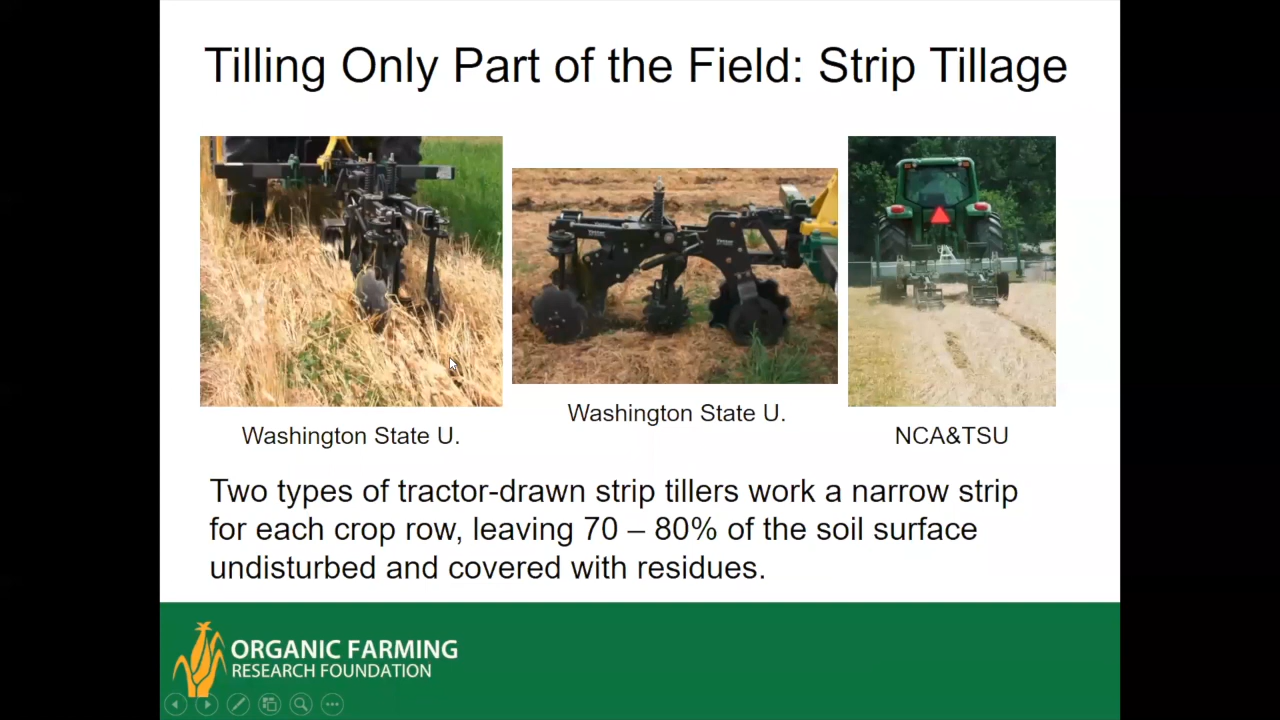 Tilling Only Part of the Field: Strip Tillage
Washington State U.
Washington State U.
NCA&TSU
Two types of tractor-drawn strip tillers work a narrow strip
for each crop row, leaving 70 – 80% of the soil surface
undisturbed and covered with residues.
ORGANIC FARMING
RESEARCH FOUNDATION